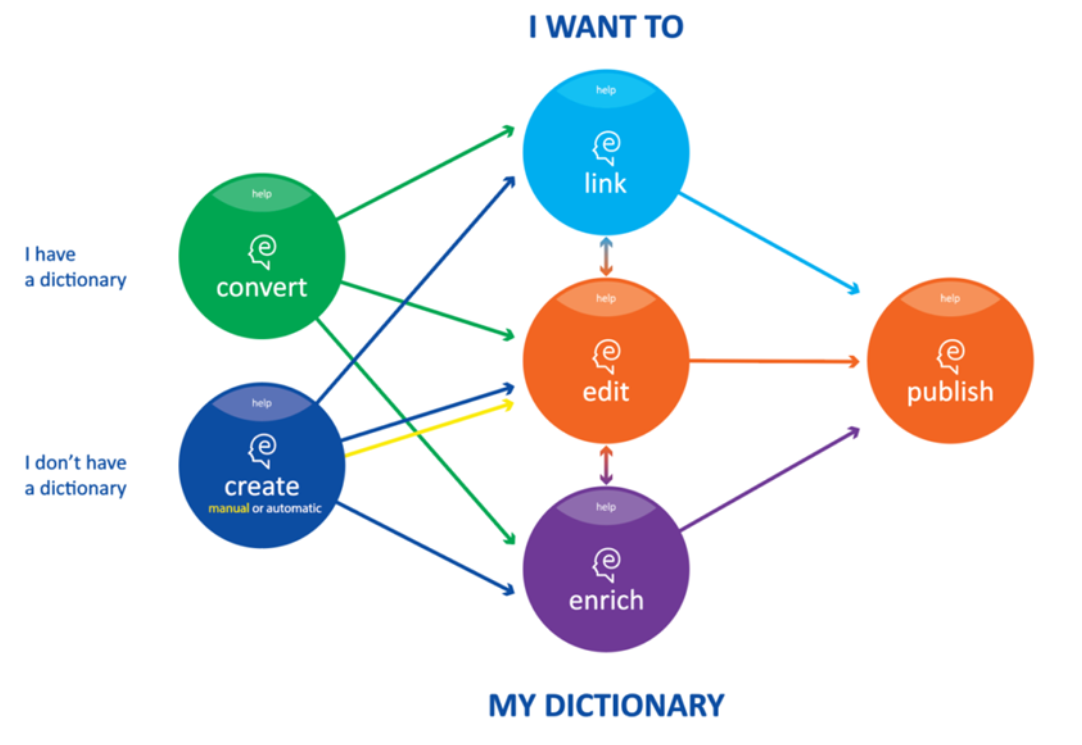 I WANT TO
help
link
help
convert
I have
a dictionary
help
edit
help
publish
help
create
manual or automatic
I don't have
a dictionary
help
enrich
MY DICTIONARY